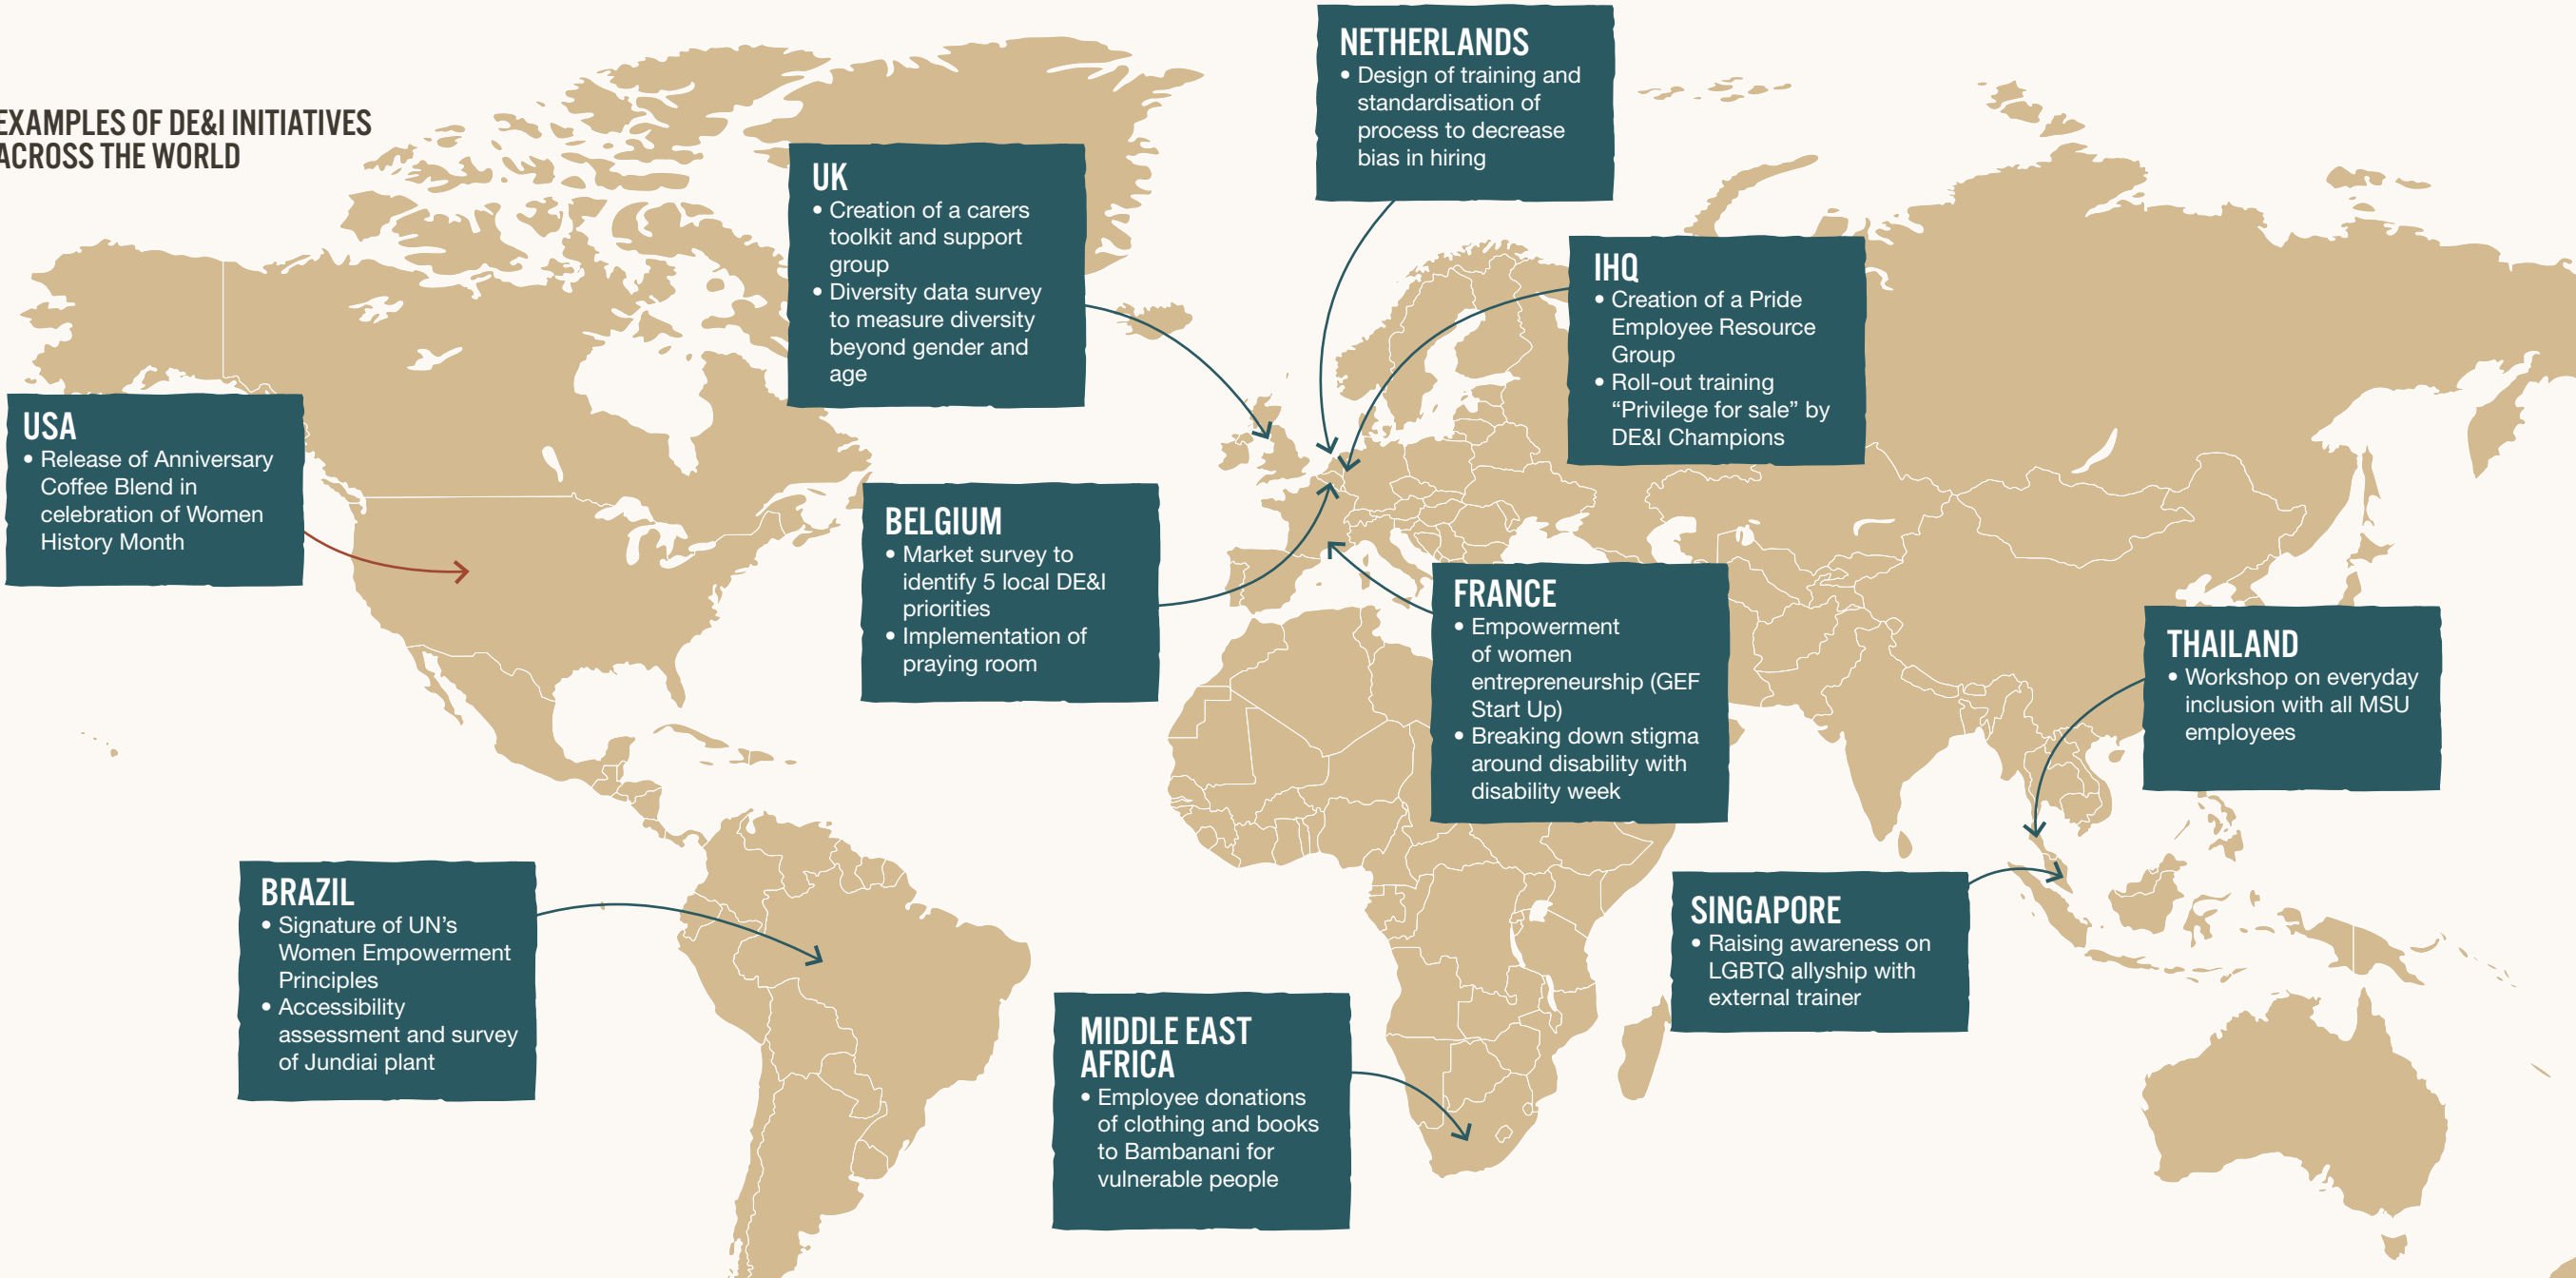 EXAMPLES OF DE&I INITIATIVES
ACROSS THE WORLD
NETHERLANDS
• Design of training and
standardisation of
process to decrease
bias in hiring
UK
• Creation of a carers
toolkit and support
group
• Diversity data survey
to measure diversity
beyond gender and
age
IHQ
• Creation of a Pride
Employee Resource
Group
• Roll-out training
“Privilege for sale” by
DE&I Champions
USA
• Release of Anniversary
Coffee Blend in
celebration of Women
History Month
BELGIUM
• Market survey to
identify 5 local DE&I
priorities
• Implementation of
praying room
FRANCE
• Empowerment
of women
entrepreneurship (GEF
Start Up)
• Breaking down stigma
around disability with
disability week
THAILAND
• Workshop on everyday
inclusion with all MSU
employees
BRAZIL
• Signature of UN’s
Women Empowerment
Principles
• Accessibility
assessment and survey
of Jundiai plant
SINGAPORE
• Raising awareness on
LGBTQ allyship with
external trainer
MIDDLE EAST
AFRICA
• Employee donations
of clothing and books
to Bambanani for
vulnerable people